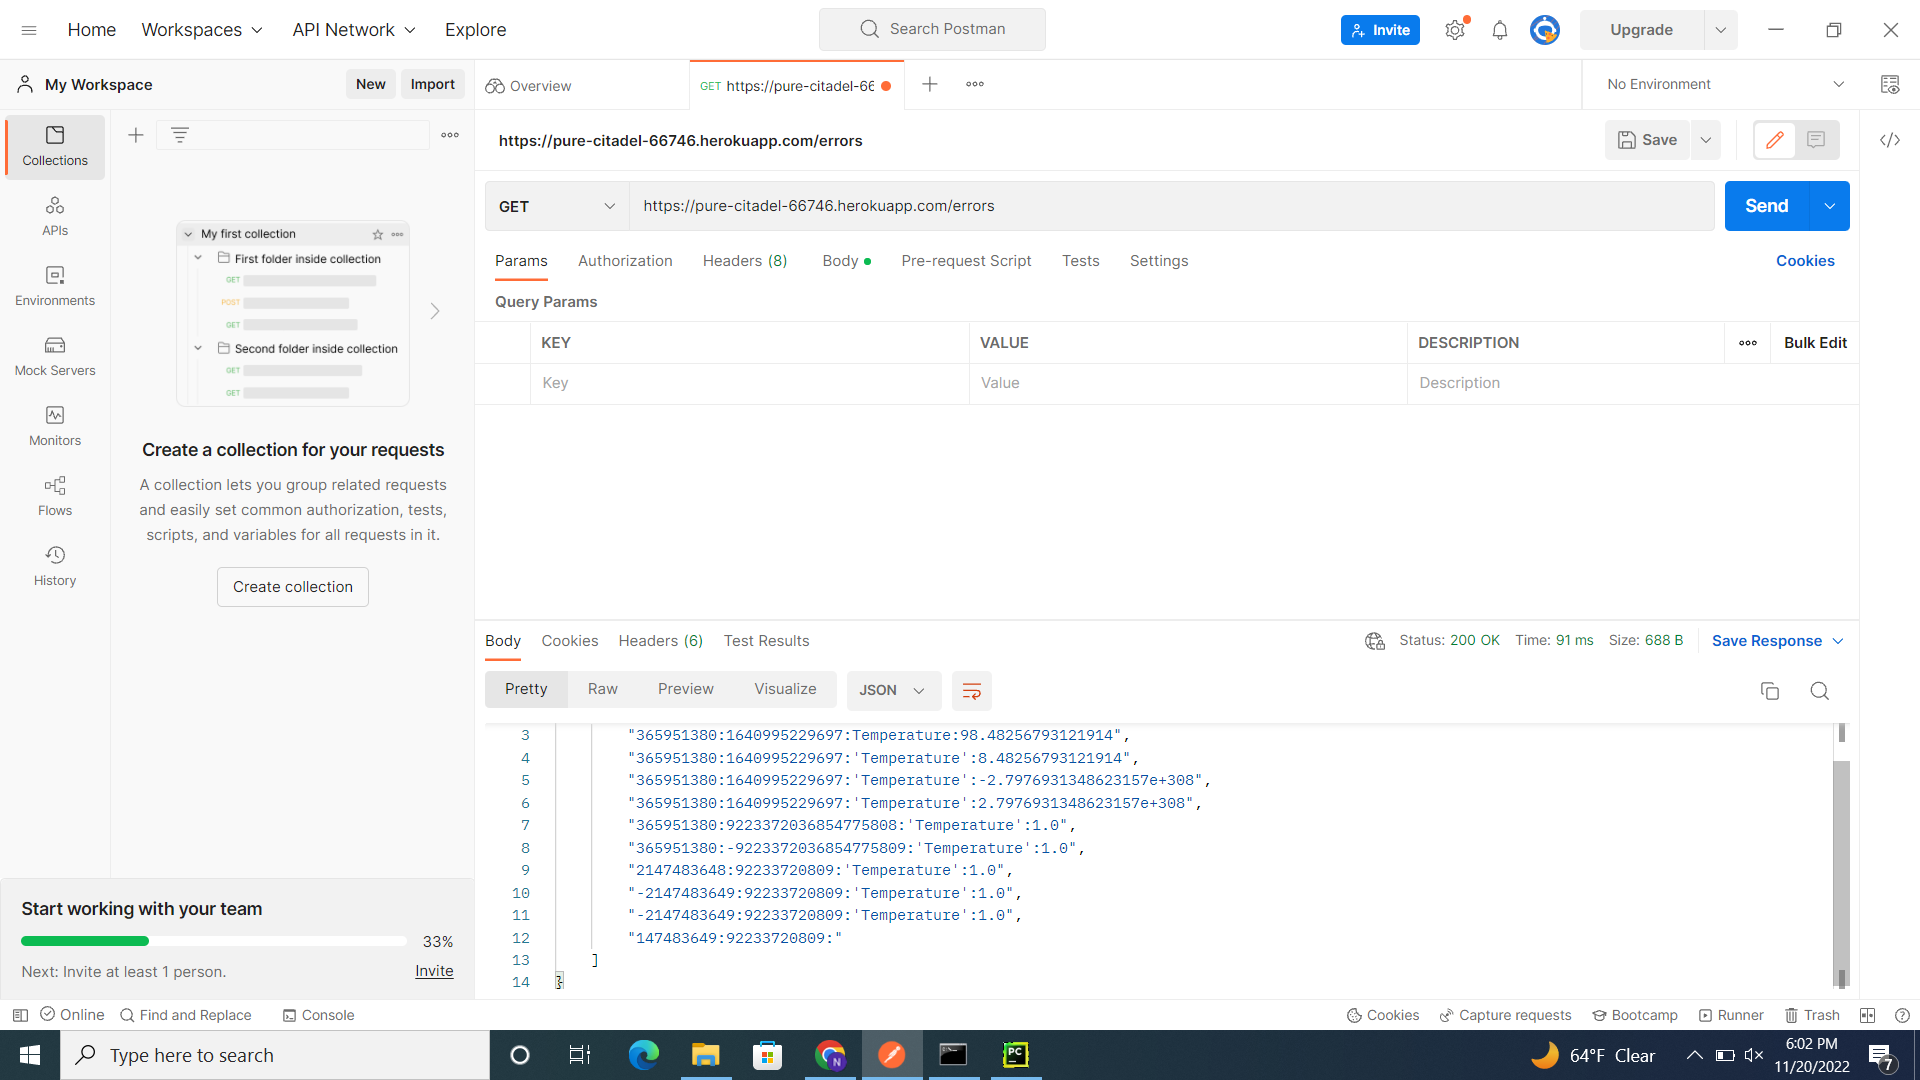 Home
Workspaces
API Network
Explore
Search Postman
Invite
Upgrade
My Workspace
New
Import
Overview
GET https://pure-citadel-66
No Environment
Collections
APIs
Environments
Mock Servers
Monitors
Flows
History
My first collection
First folder inside collection
GET
POST
GET
Second folder inside collection
GET
GET
Create a collection for your requests
A collection lets you group related requests
and easily set common authorization, tests,
scripts, and variables for all requests in it.
Create collection
Start working with your team
33%
Next: Invite at least 1 person.
Invite
https://pure-citadel-66746.herokuapp.com/errors
Save
GET
https://pure-citadel-66746.herokuapp.com/errors
Send
Params
Authorization
Headers (8)
Body
Pre-request Script
Tests
Settings
Cookies
Query Params
KEY
VALUE
DESCRIPTION
Bulk Edit
Key
Value
Description
Body
Cookies
Headers (6)
Test Results
Status: 200 OK
Time: 91 ms
Size: 688 B
Save Response
Pretty
Raw
Preview
Visualize
JSON
3 "365951380:1640995229697:Temperature:98.48256793121914",
4 "365951380:1640995229697:'Temperature':8.48256793121914",
5 "365951380:1640995229697:'Temperature':-2.7976931348623157e+308",
6 "365951380:1640995229697:'Temperature':2.7976931348623157e+308",
7 "365951380:9223372036854775808:'Temperature':1.0",
8 "365951380:-9223372036854775809:'Temperature':1.0",
9 "2147483648:92233720809:'Temperature':1.0",
10 "-2147483649:92233720809:'Temperature':1.0",
11 "-2147483649:92233720809:'Temperature':1.0",
12 "147483649:92233720809:"
13 ]
14 }
Online
Find and Replace
Console
Cookies
Capture requests
Bootcamp
Runner
Trash
Type here to search
N
PC
64°F Clear
6:02 PM
11/20/2022
7